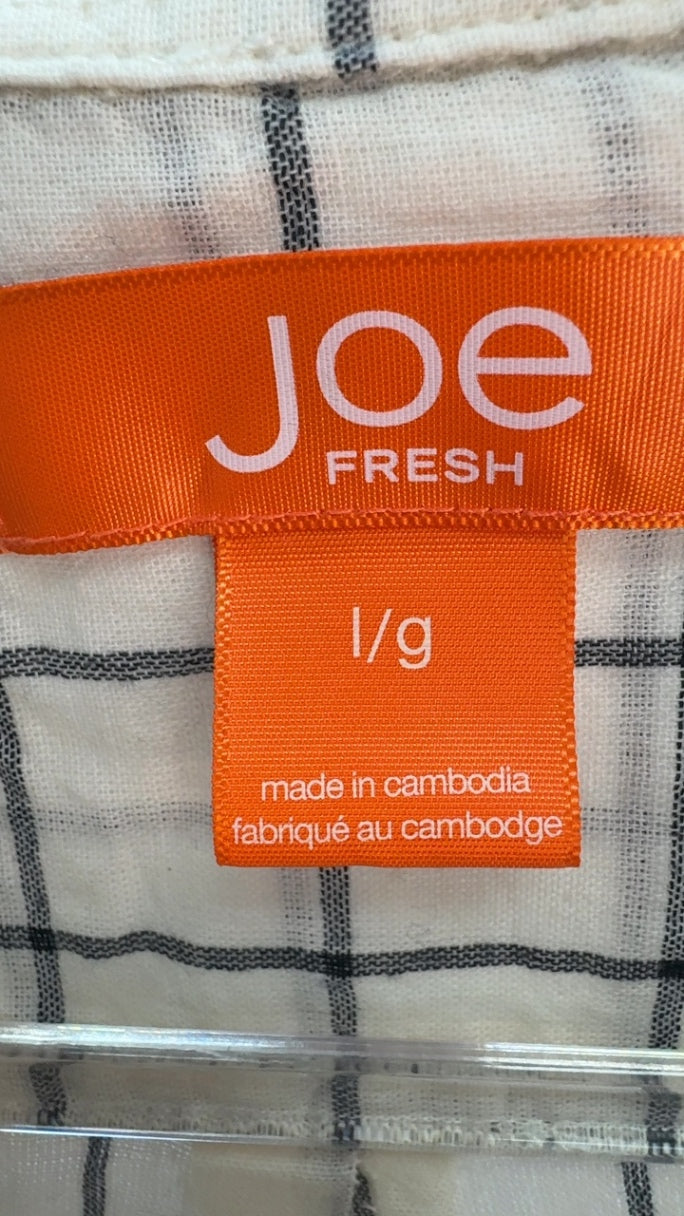 Joe
FRESH
l/g
made in cambodia
fabriqué au cambodge